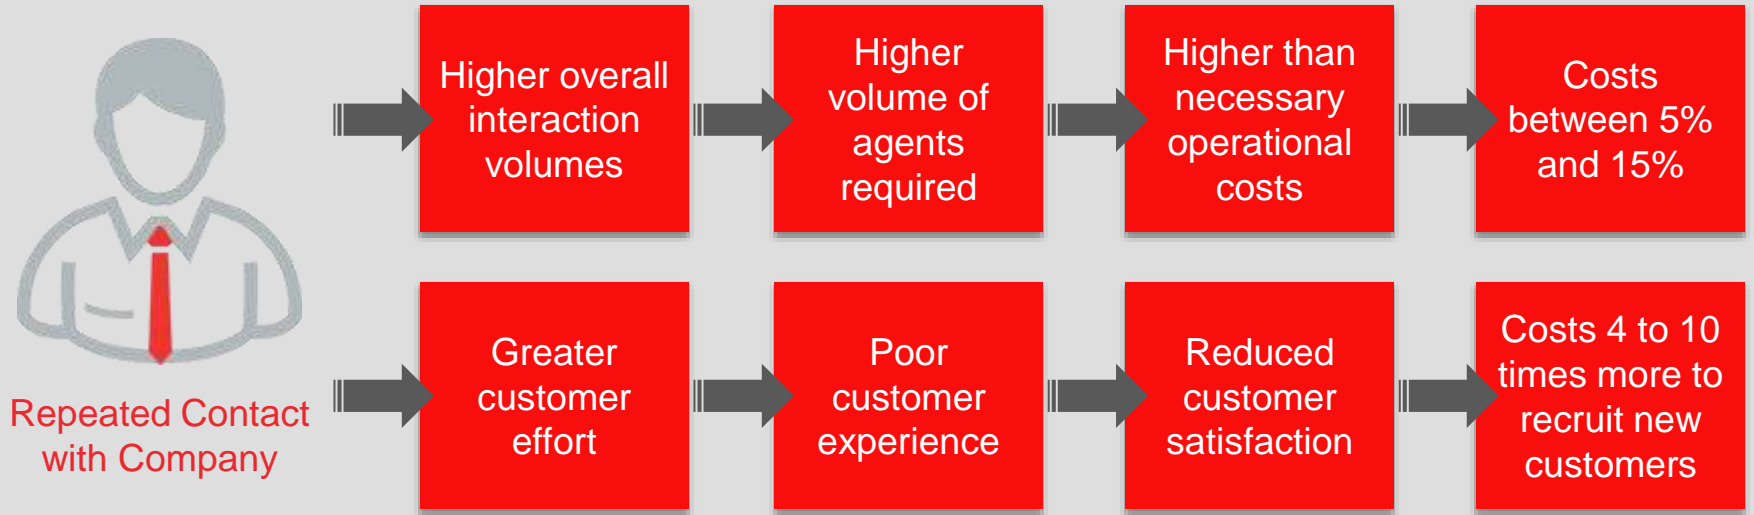 Higher overall
interaction
volumes
Higher
volume of
agents
required
Higher than
necessary
operational
costs
Costs
between 5%
and 15%
Repeated Contact
with Company
Greater
customer
effort
Poor
customer
experience
Reduced
customer
satisfaction
Costs 4 to 10
times more to
recruit new
customers